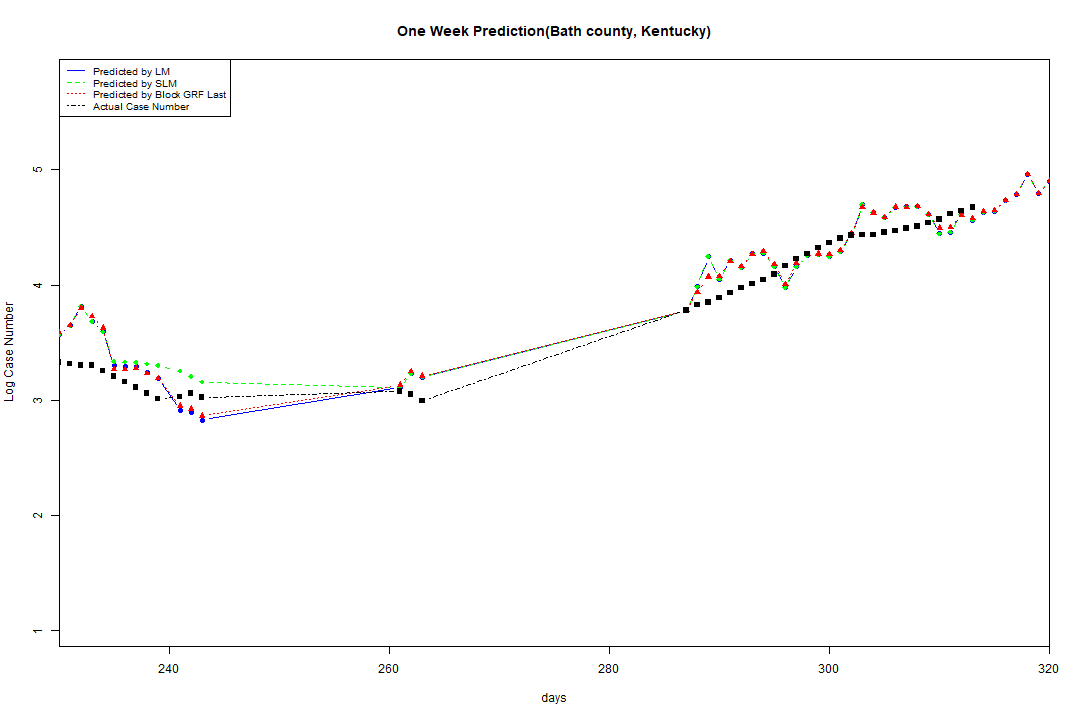 One Week Prediction(Bath county, Kentucky)
Predicted by LM
Predicted by SLM
Predicted by Block GRF Last
Actual Case Number
5
4
3
2
1
Log Case Number
240 260 280 300 320
days